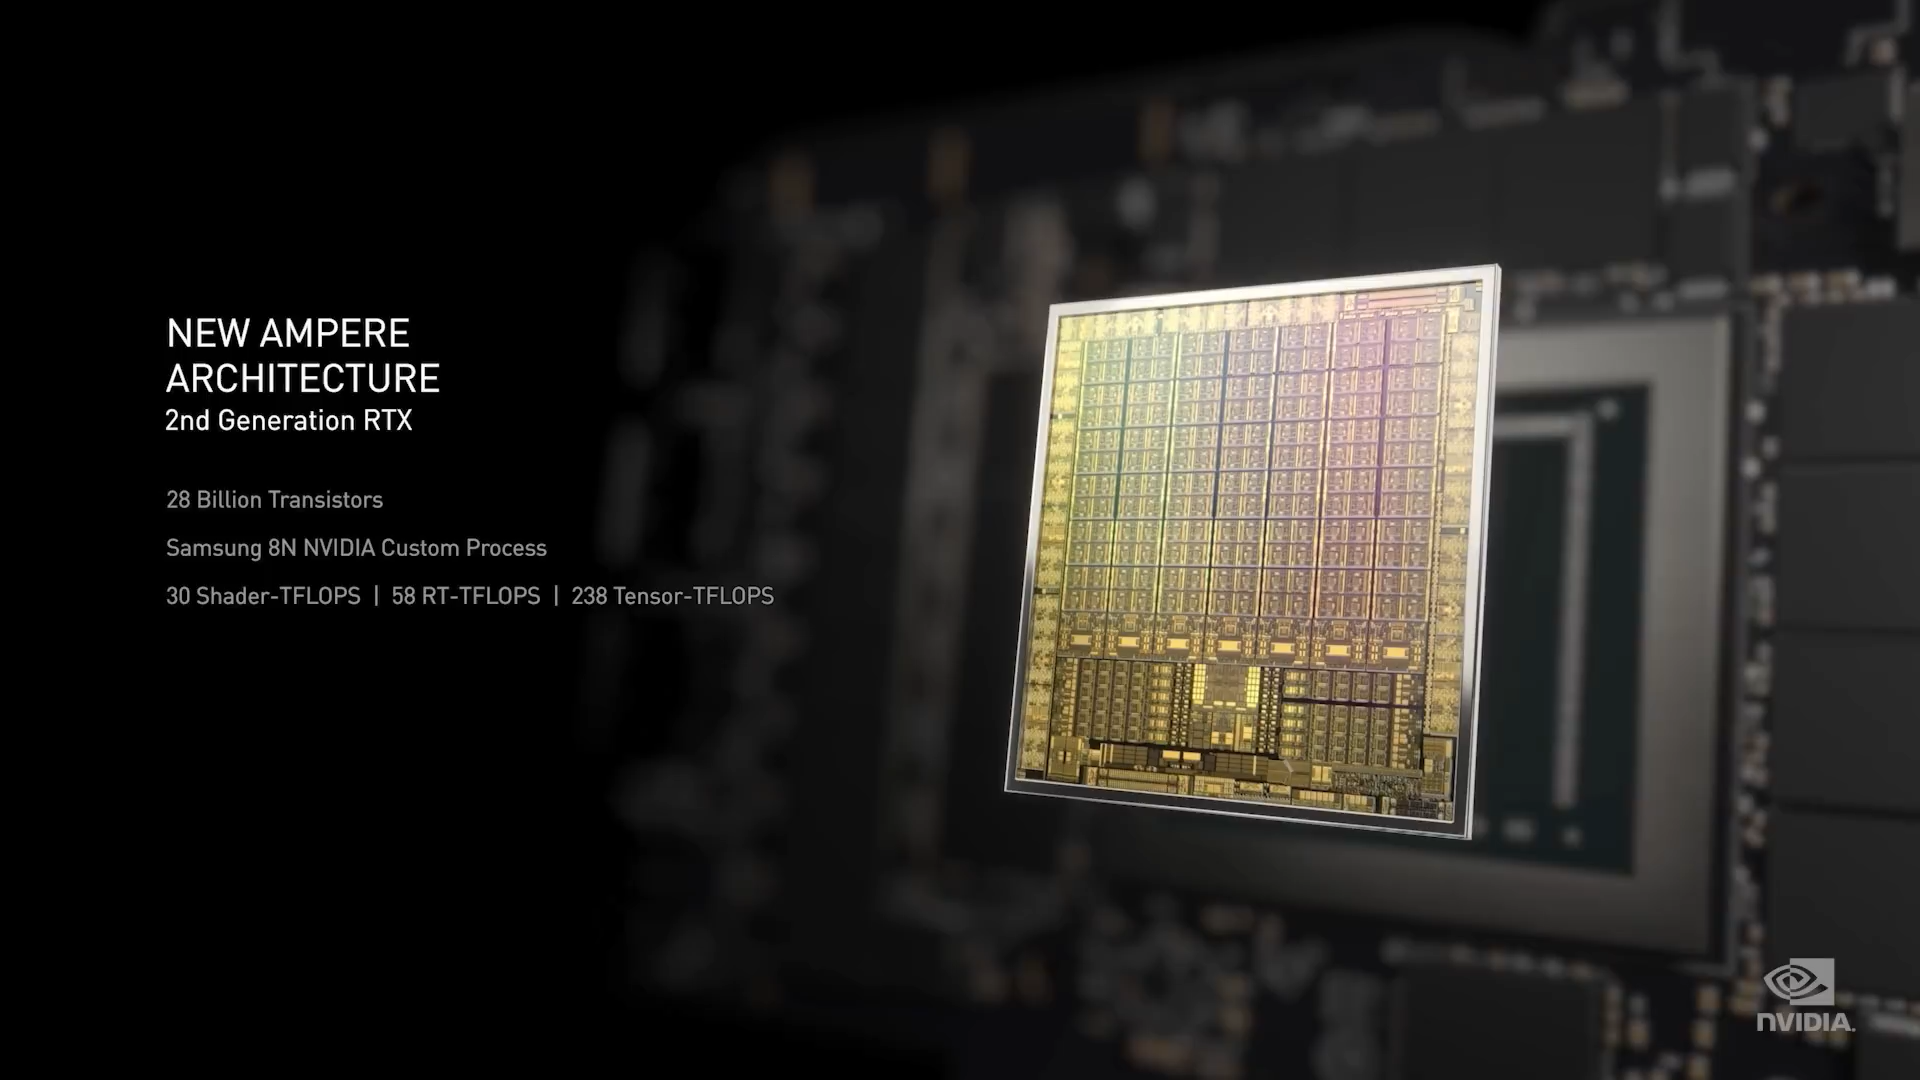 NEW AMPERE
ARCHITECTURE
2nd Generation RTX
28 Billion Transistors
Samsung 8N NVIDIA Custom Process
30 Shader-TFLOPS | 58 RT-TFLOPS | 238 Tensor-TFLOPS
NVIDIA.